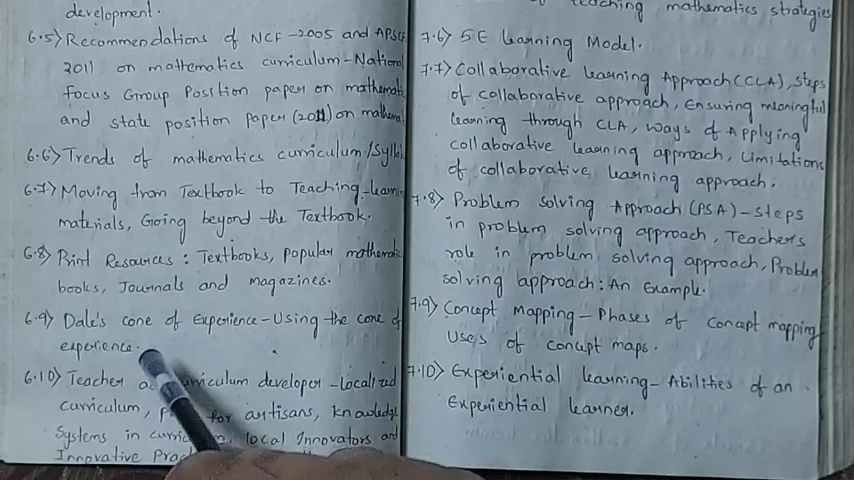 development.
6.5) Recommendations of NCF-2005 and APSCF
2011 on mathematics curriculum-National
focus Group Position paper on mathematic
and state position paper (2011) on mathema
6.6) Trends of mathematics curriculum/Sylla
6.7) Moving from Textbook to Teaching-learni
materials, Going beyond the Textbook.
6.8) Print Resources: Textbooks, popular mathematic
books, Journals and magazines.
6.9) Dale's cone of Experience-Using the cone of
experience.
6.10) Teacher curriculum developer-Localized
curriculum, for artisans, knowledge
Systems in local Innovators and
Innovative
teaching mathematics strategies
7.6) 5E learning Model.
7.7) Collaborative learning Approach(CLA), Steps
of collaborative approach, Ensuring meaningful
learning through CLA, Ways of Applying
collaborative learning approach, Limitations
of collaborative learning approach.
7.8) Problem Solving Approach (PSA)-Steps
in problem solving approach, Teacher's
role in problem solving approach, Problem
solving approach: An Example.
7.9) Concept Mapping-Phases of concept mapping
Uses of concept maps.
7.10) Experiential learning-Abilities of an
Experiential learner.